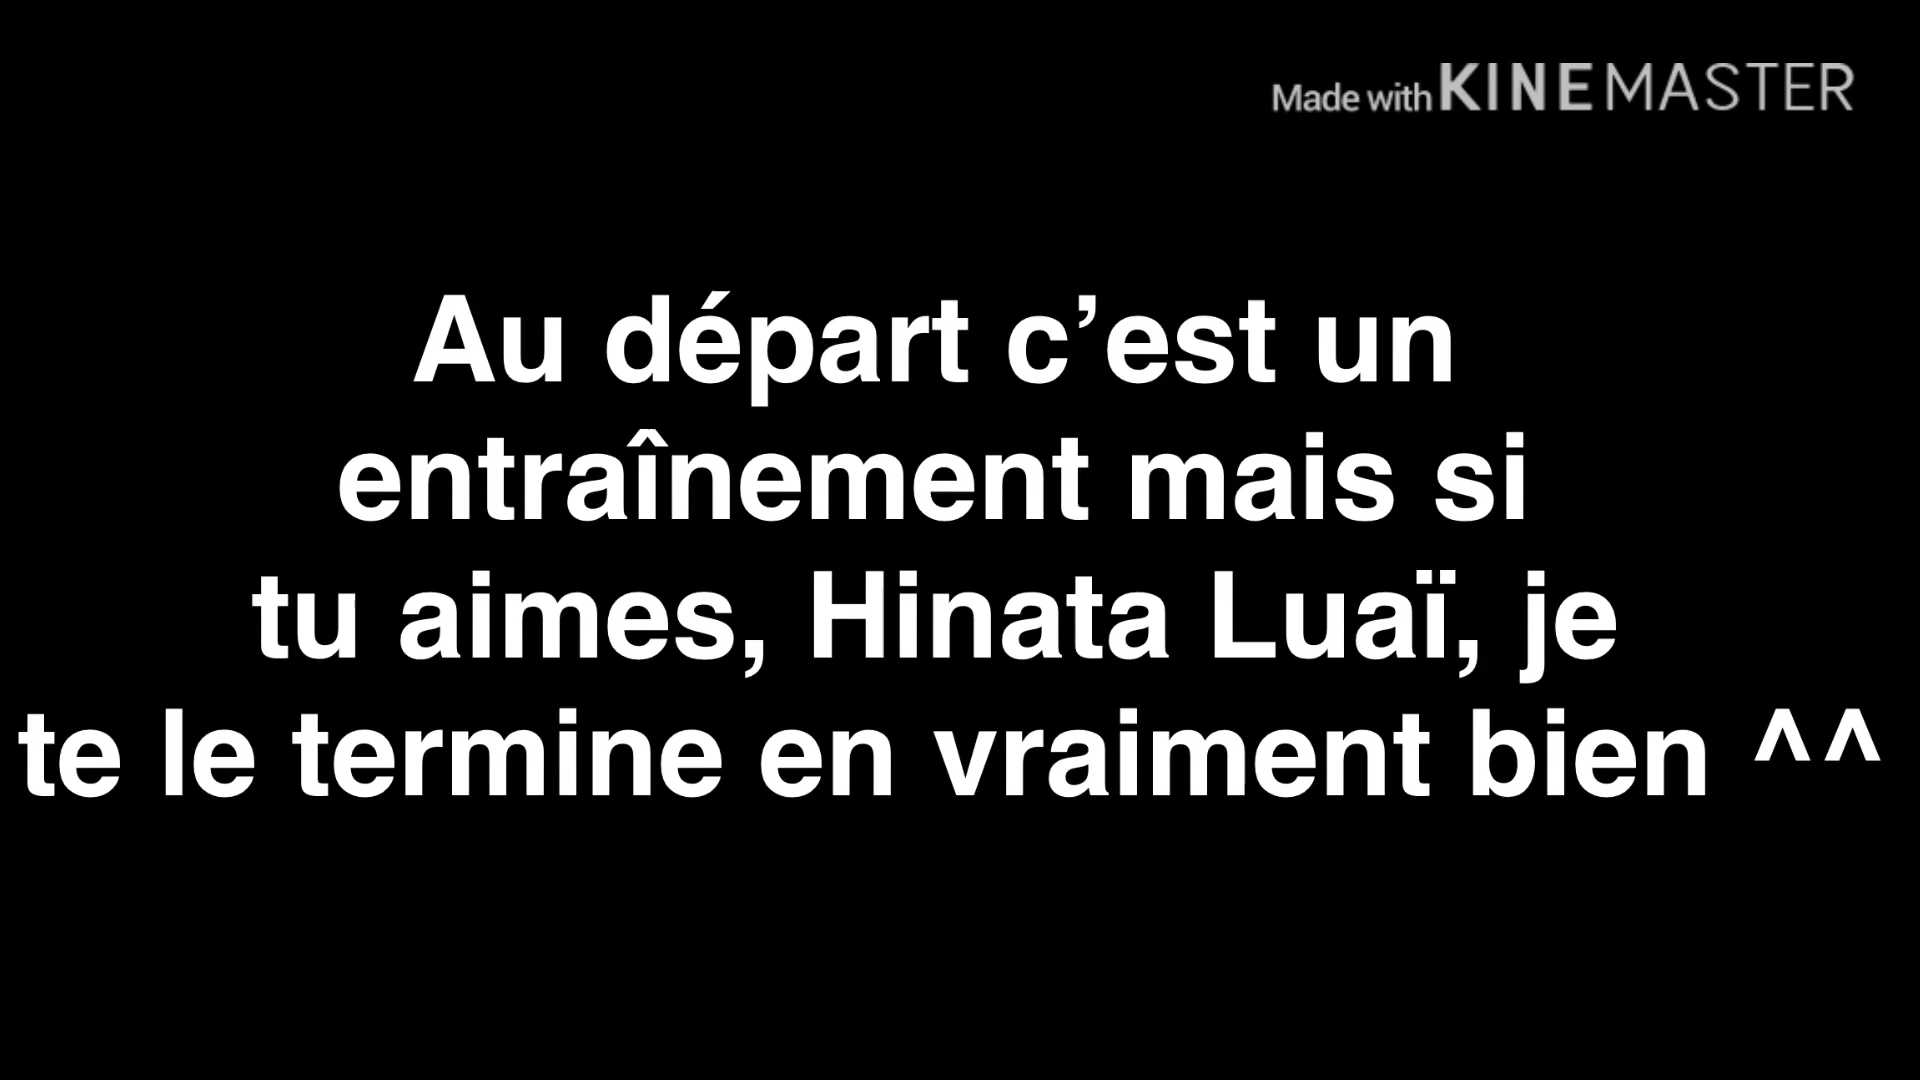 Made with KINEMASTER
Au départ c’est un
entraînement mais si
tu aimes, Hinata Luaï, je
te le termine en vraiment bien ^^